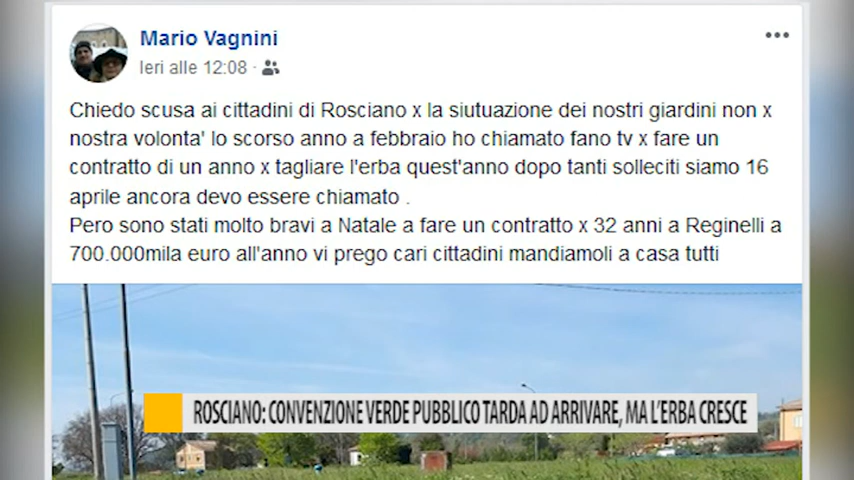 Mario Vagnini
Ieri alle 12:08 ·
Chiedo scusa ai cittadini di Rosciano x la siutuazione dei nostri giardini non x
nostra volonta' lo scorso anno a febbraio ho chiamato fano tv x fare un
contratto di un anno x tagliare l'erba quest'anno dopo tanti solleciti siamo 16
aprile ancora devo essere chiamato .
Pero sono stati molto bravi a Natale a fare un contratto x 32 anni a Reginelli a
700.000mila euro all'anno vi prego cari cittadini mandiamoli a casa tutti
ROSCIANO: CONVENZIONE VERDE PUBBLICO TARDA AD ARRIVARE, MA L'ERBA CRESCE